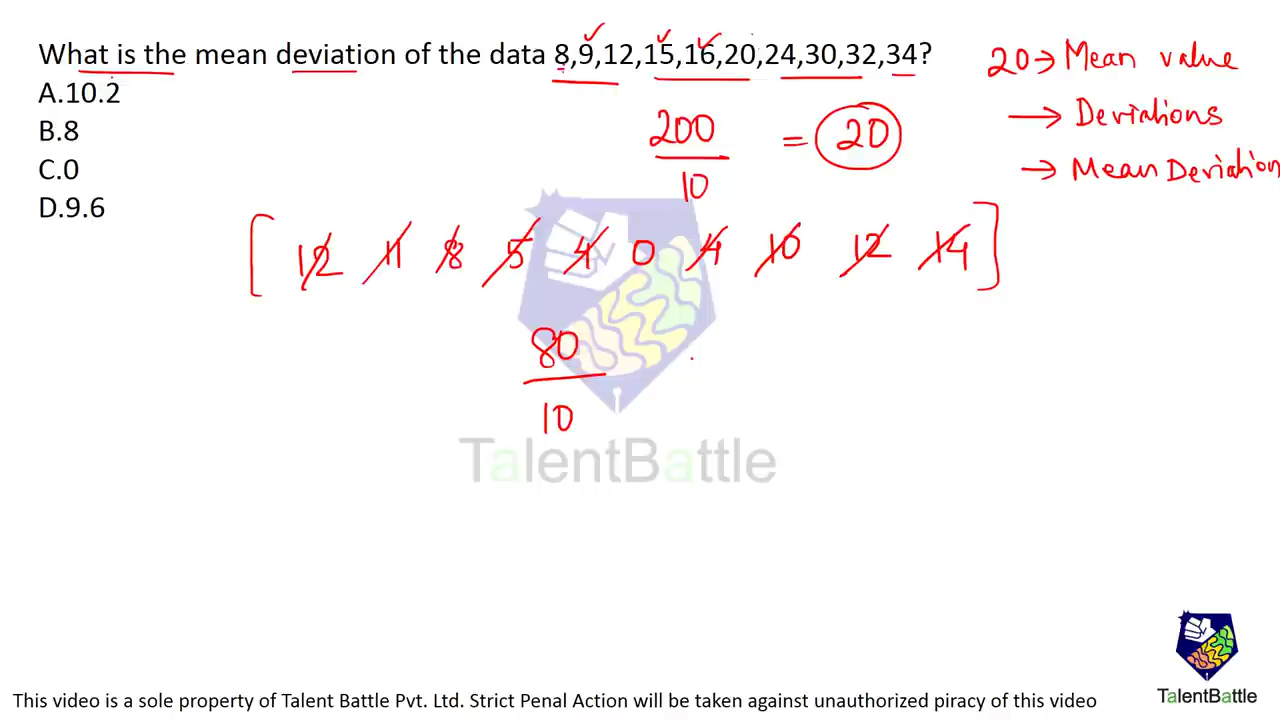 What is the mean deviation of the data 8,9,12,15,16,20,24,30,32,34?
A.10.2
B.8
C.0
D.9.6
20→ Mean value
→ Deviations
→ Mean Deviation
200
10
= 20
[ 12 11 8 5 4 0 4 10 12 14 ]
80
10
TalentBattle
TalentBattle
This video is a sole property of Talent Battle Pvt. Ltd. Strict Penal Action will be taken against unauthorized piracy of this video